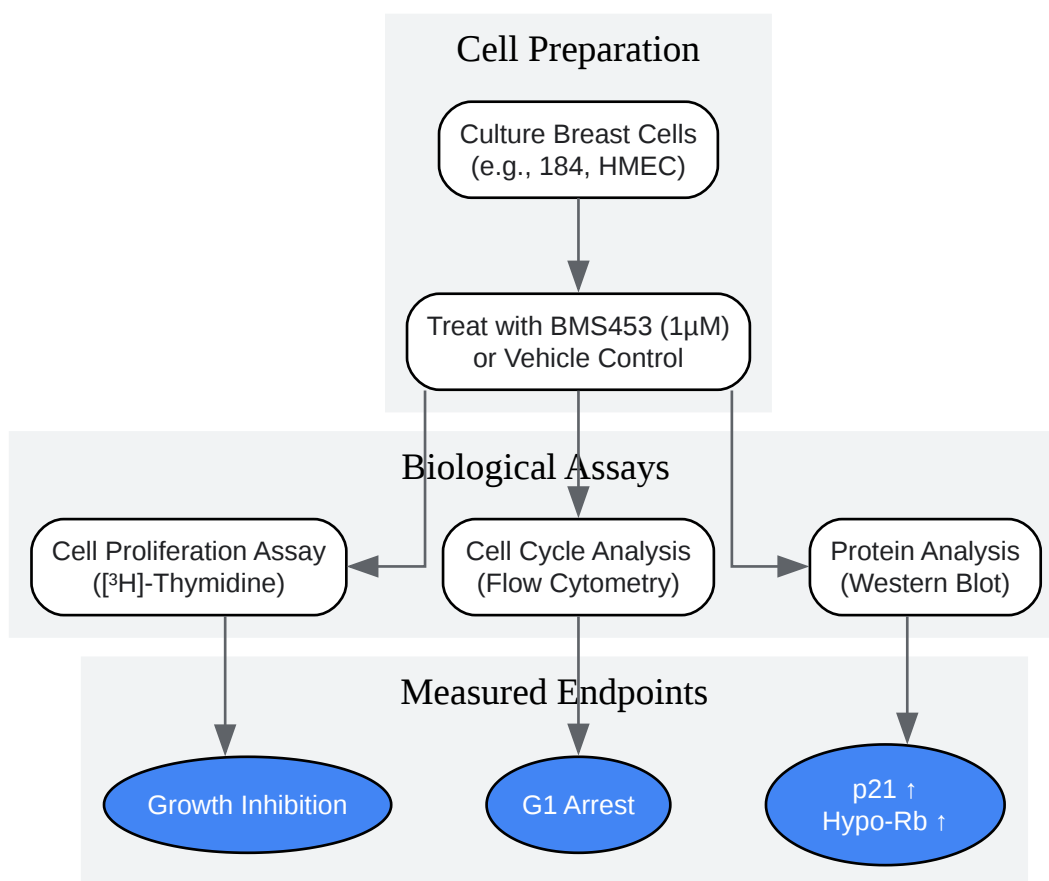 Cell Preparation
Culture Breast Cells
(e.g., 184, HMEC)
Treat with BMS453 (1µM)
or Vehicle Control
Biological Assays
Cell Proliferation Assay
([³H]-Thymidine)
Cell Cycle Analysis
(Flow Cytometry)
Protein Analysis
(Western Blot)
Measured Endpoints
Growth Inhibition
G1 Arrest
p21 ↑
Hypo-Rb ↑